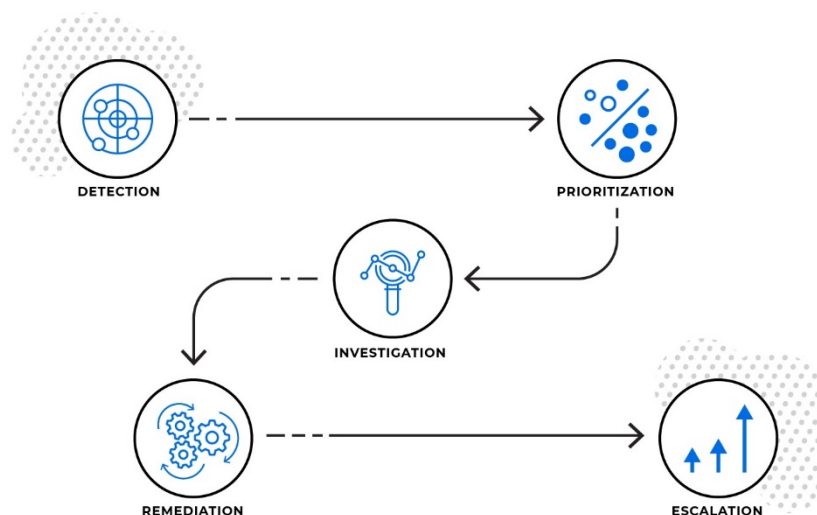 DETECTION
PRIORITIZATION
INVESTIGATION
REMEDIATION
ESCALATION